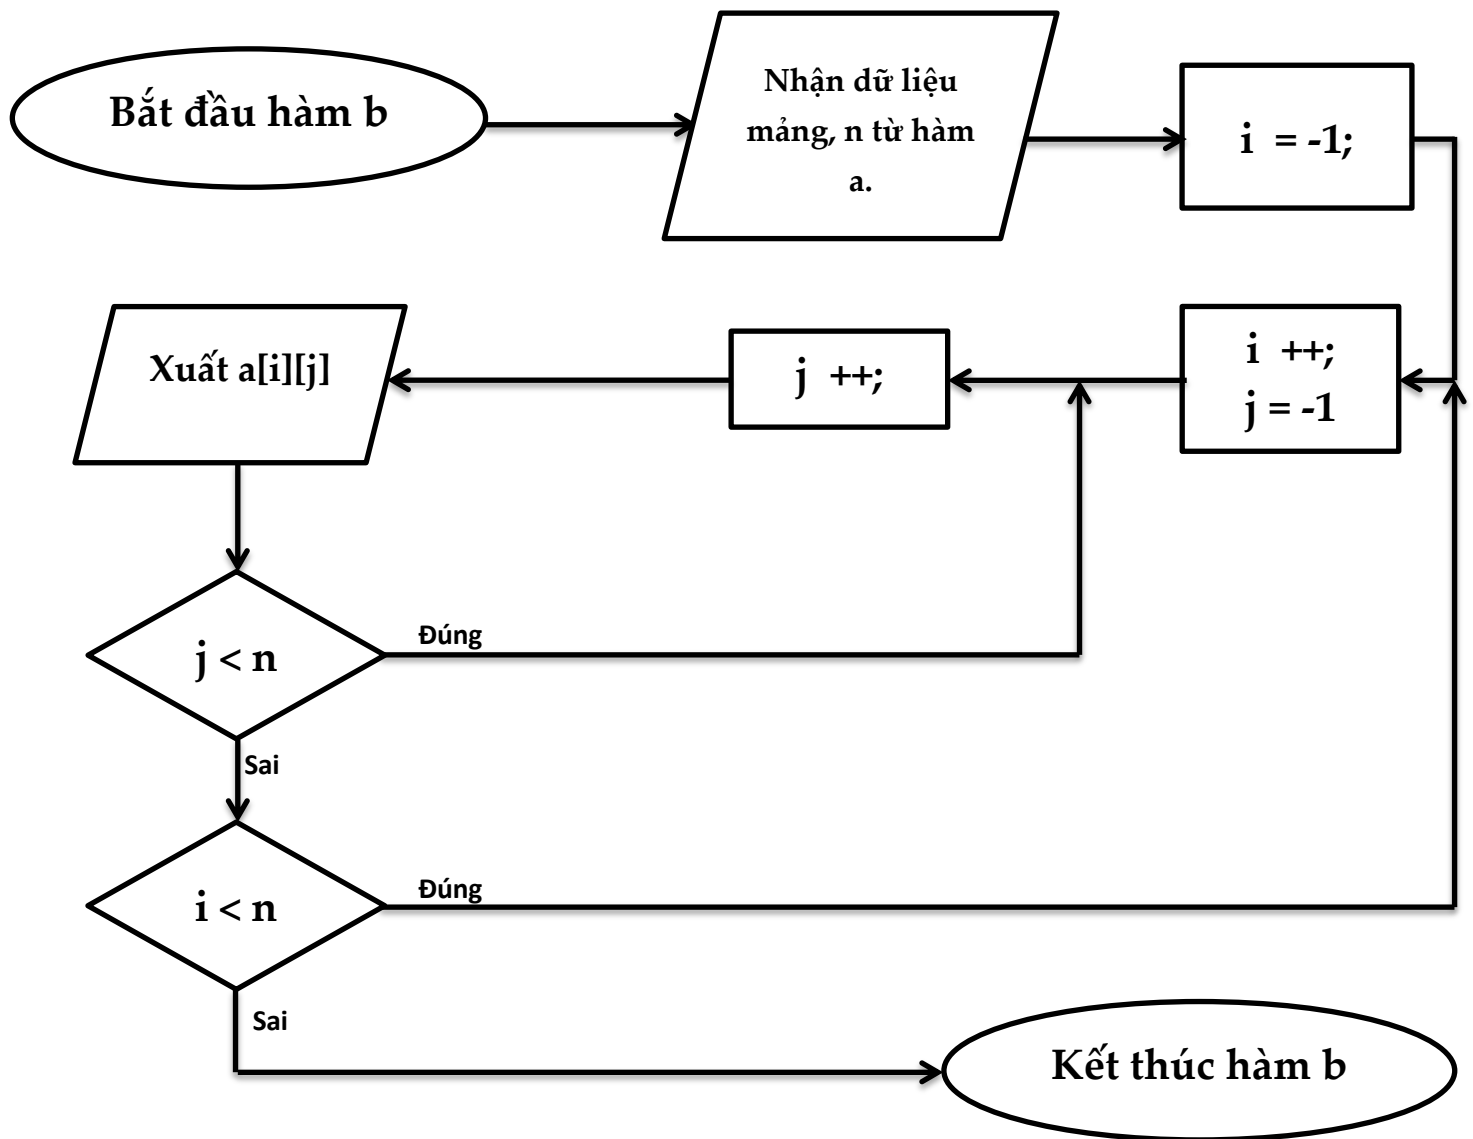 Bắt đầu hàm b
Nhận dữ liệu
mảng, n từ hàm
a.
i = -1;
Xuất a[i][j]
j ++;
i ++;
j = -1
j < n
Đúng
Sai
i < n
Đúng
Sai
Kết thúc hàm b